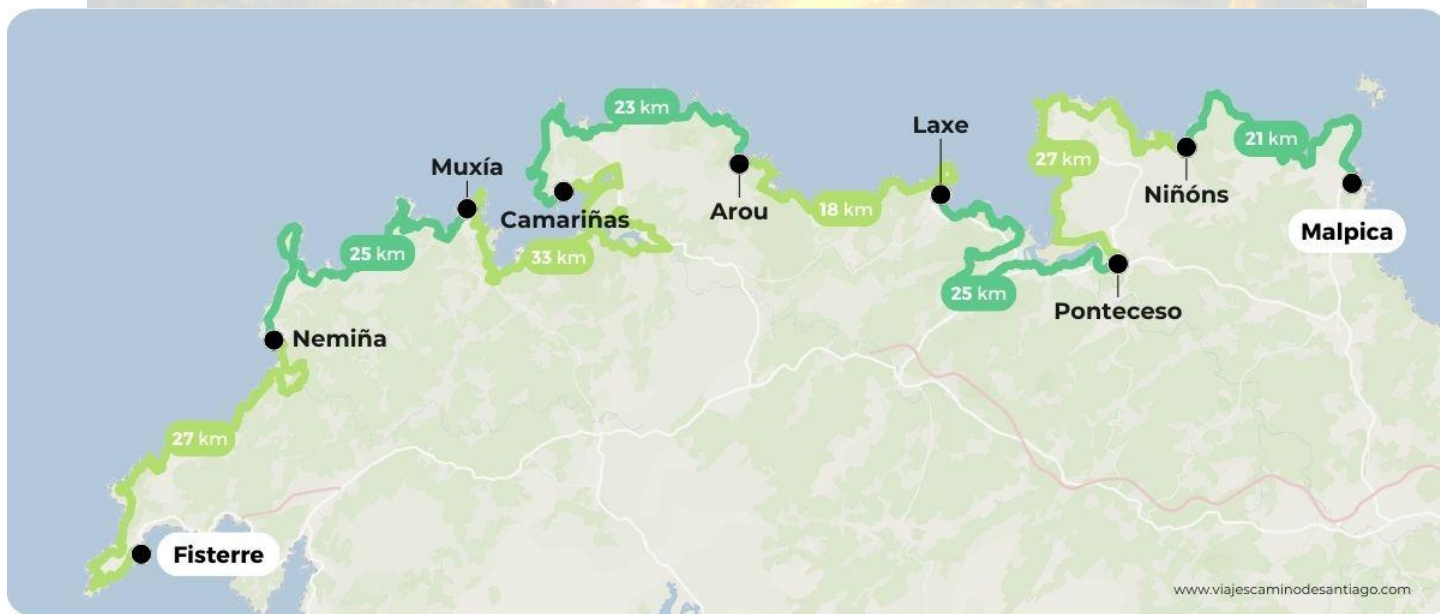 23 km
Laxe
Muxía
27 km
21 km
Niñóns
Camariñas
Arou
18 km
Malpica
25 km
33 km
25 km
Ponteceso
Nemiña
27 km
Fisterre
www.viajescaminodesantiago.com